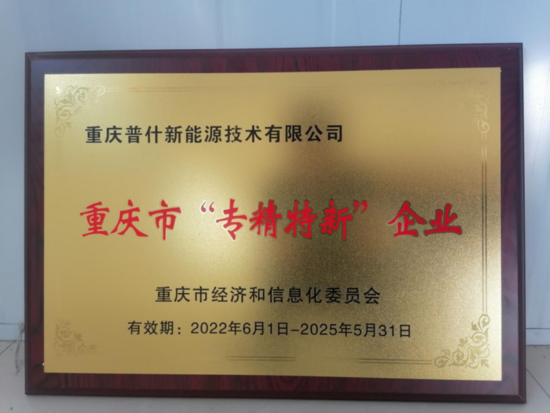 重庆普什新能源技术有限公司
重庆市“专精特新”企业
重庆市经济和信息化委员会
有效期：2022年6月1日-2025年5月31日